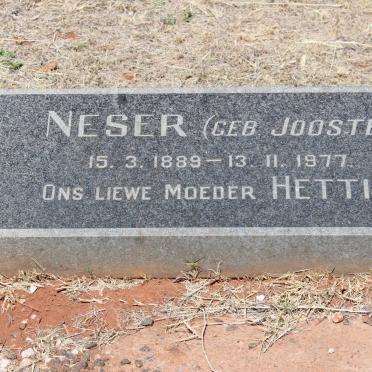 NESER (GEB JOOSTE
15. 3. 1889 – 13. 11. 1977.
ONS LIEWE MOEDER HETTI